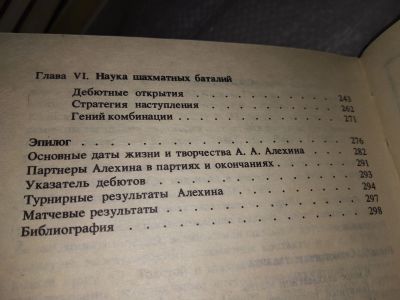 Глава VI. Наука шахматных баталий
Дебютные открытия . . . . . . . . 243
Стратегия наступления . . . . . . . 262
Гений комбинации . . . . . . . . 271
Эпилог . . . . . . . . . . . 276
Основные даты жизни и творчества А. А. Алехина . . . 282
Партнеры Алехина в партиях и окончаниях . . . . 291
Указатель дебютов . . . . . . . . . 293
Турнирные результаты Алехина . . . . . . 294
Матчевые результаты . . . . . . . . 297
Библиография . . . . . . . . . . 298